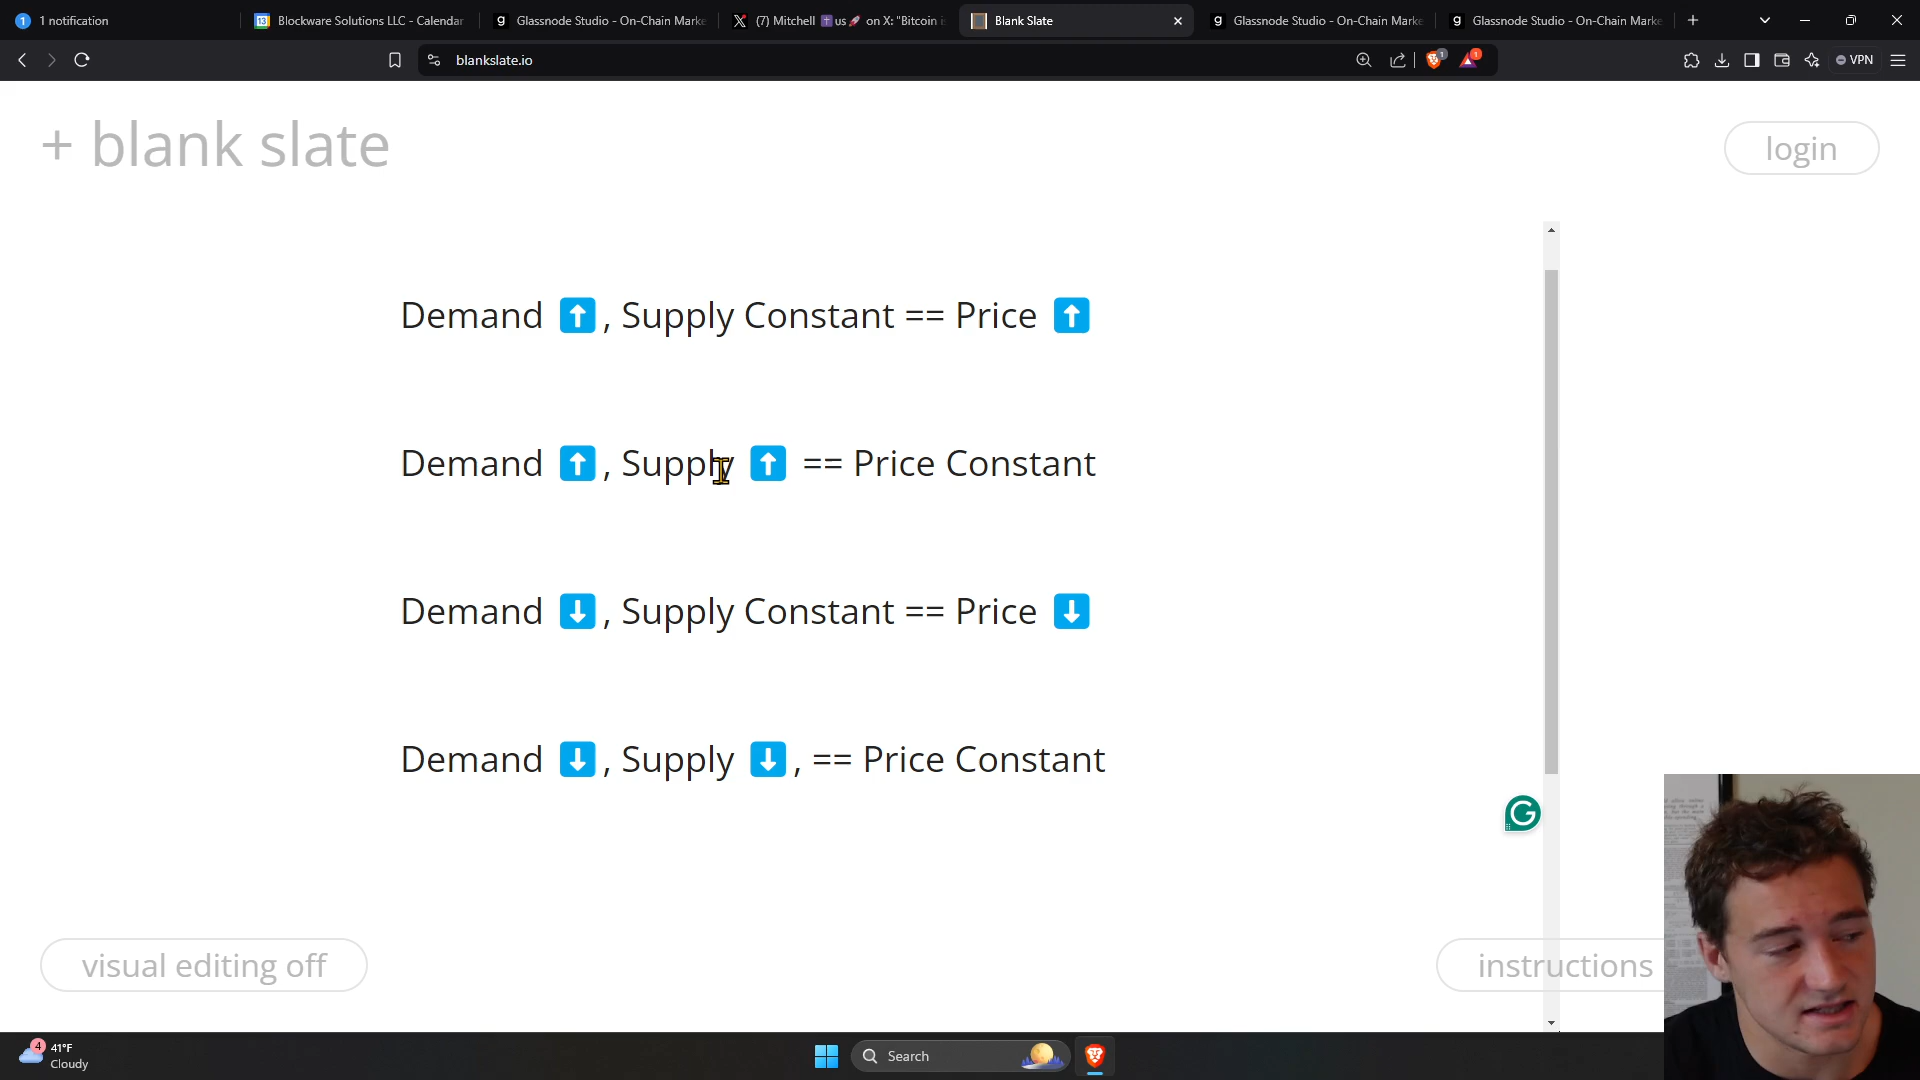 1 notification
Blockware Solutions LLC - Calendar
Glassnode Studio - On-Chain Marke
(7) Mitchell ✝️us🚀 on X: "Bitcoin i
Blank Slate
Glassnode Studio - On-Chain Marke
Glassnode Studio - On-Chain Marke
blankslate.io
VPN
+ blank slate
login
Demand ⬆️, Supply Constant == Price ⬆️
Demand ⬆️, Supply ⬆️ == Price Constant
Demand ⬇️, Supply Constant == Price ⬇️
Demand ⬇️, Supply ⬇️, == Price Constant
visual editing off
instructions
41°F
Cloudy
Search